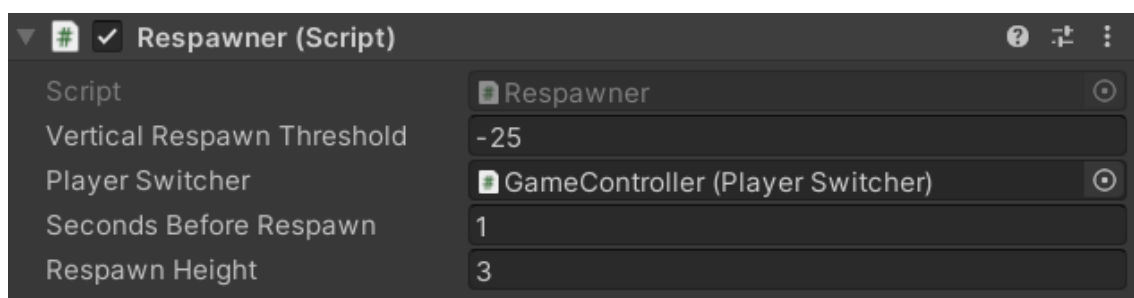 Respawner (Script)
Script Respawner
Vertical Respawn Threshold -25
Player Switcher GameController (Player Switcher)
Seconds Before Respawn 1
Respawn Height 3